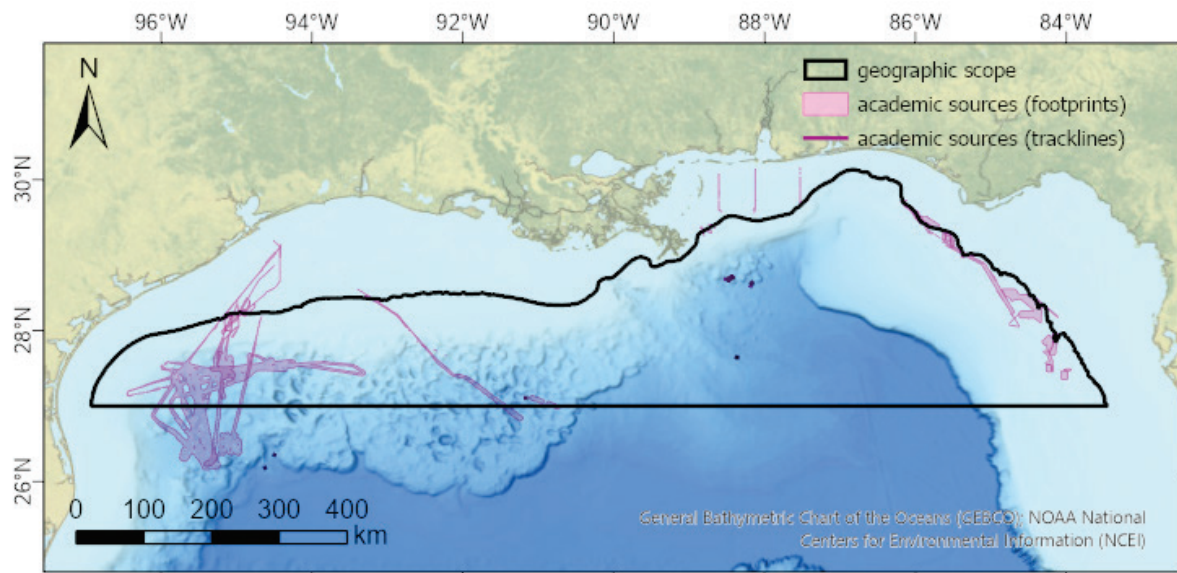 96°W 94°W 92°W 90°W 88°W 86°W 84°W
N
geographic scope
academic sources (footprints)
academic sources (tracklines)
30°N
28°N
26°N
0 100 200 300 400
km
General Bathymetric Chart of the Oceans (GEBCO); NOAA National
Centers for Environmental Information (NCEI)